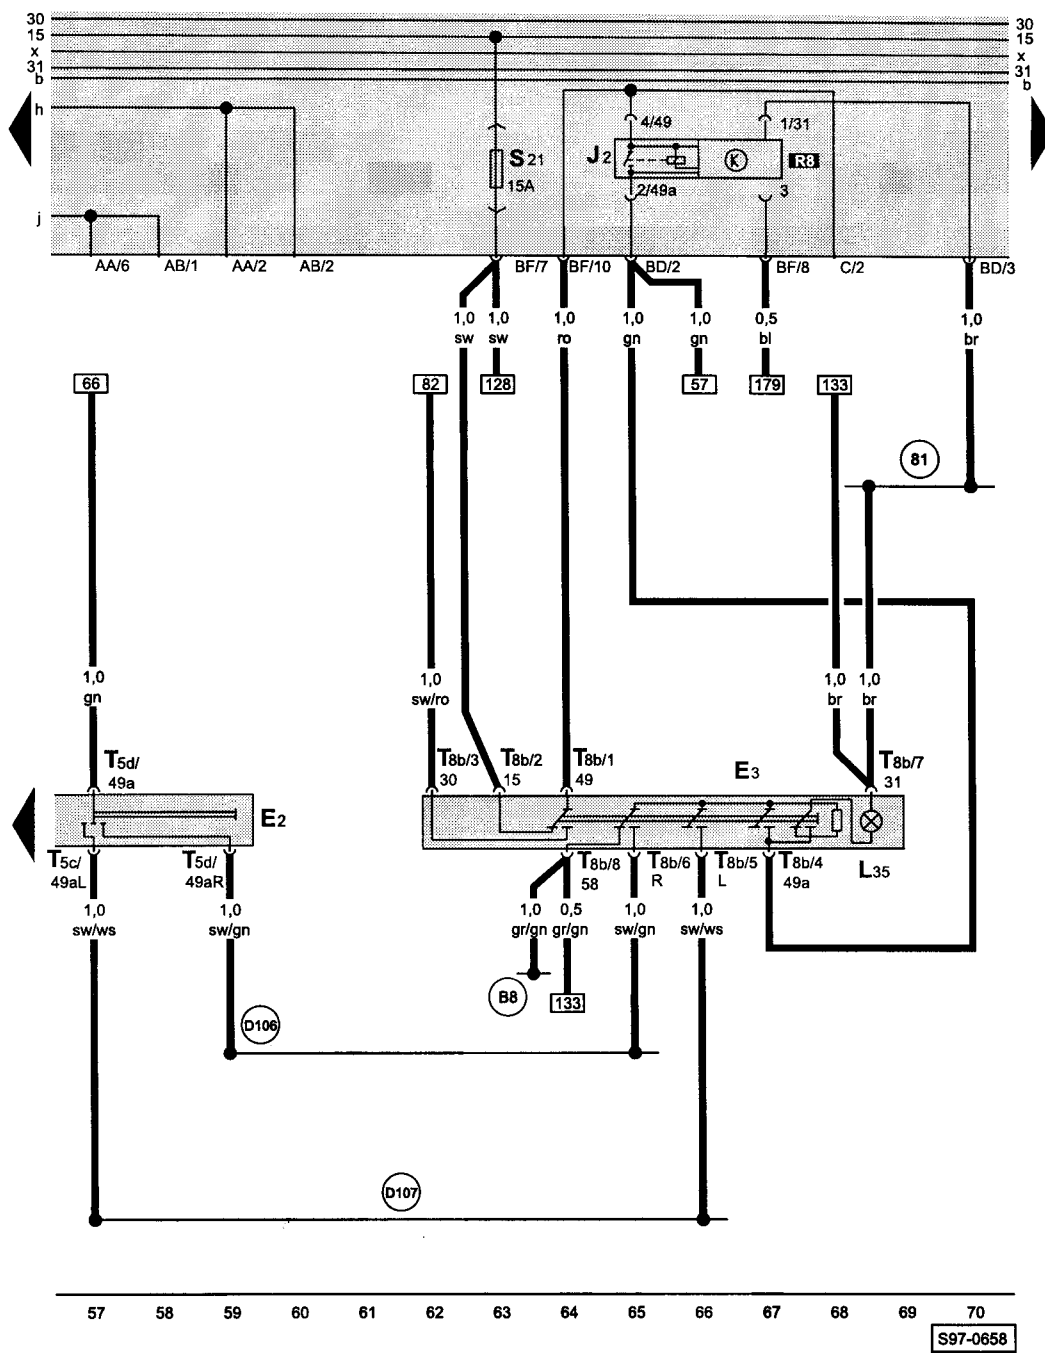 30 30
15 15
x x
31 31
b b
h
j
4/49 1/31
J2 K R8
S21
15A
2/49a 3
AA/6 AB/1 AA/2 AB/2 BF/7 BF/10 BD/2 BF/8 C/2 BD/3
1,0 1,0 1,0 1,0 1,0 0,5 1,0
sw sw ro gn gn bl br
66 82 128 57 179 133
81
1,0 1,0 1,0 1,0
gn sw/ro br br
T5d/ T8b/3 T8b/2 T8b/1 T8b/7
49a 30 15 49 31
E3
E2
T5c/ T5d/ T8b/8 T8b/6 T8b/5 T8b/4 L35
49aL 49aR 58 R L 49a
1,0 1,0 1,0 0,5 1,0 1,0
sw/ws sw/gn gr/gn gr/gn sw/gn sw/ws
B8 133
D106
D107
57 58 59 60 61 62 63 64 65 66 67 68 69 70
S97-0658